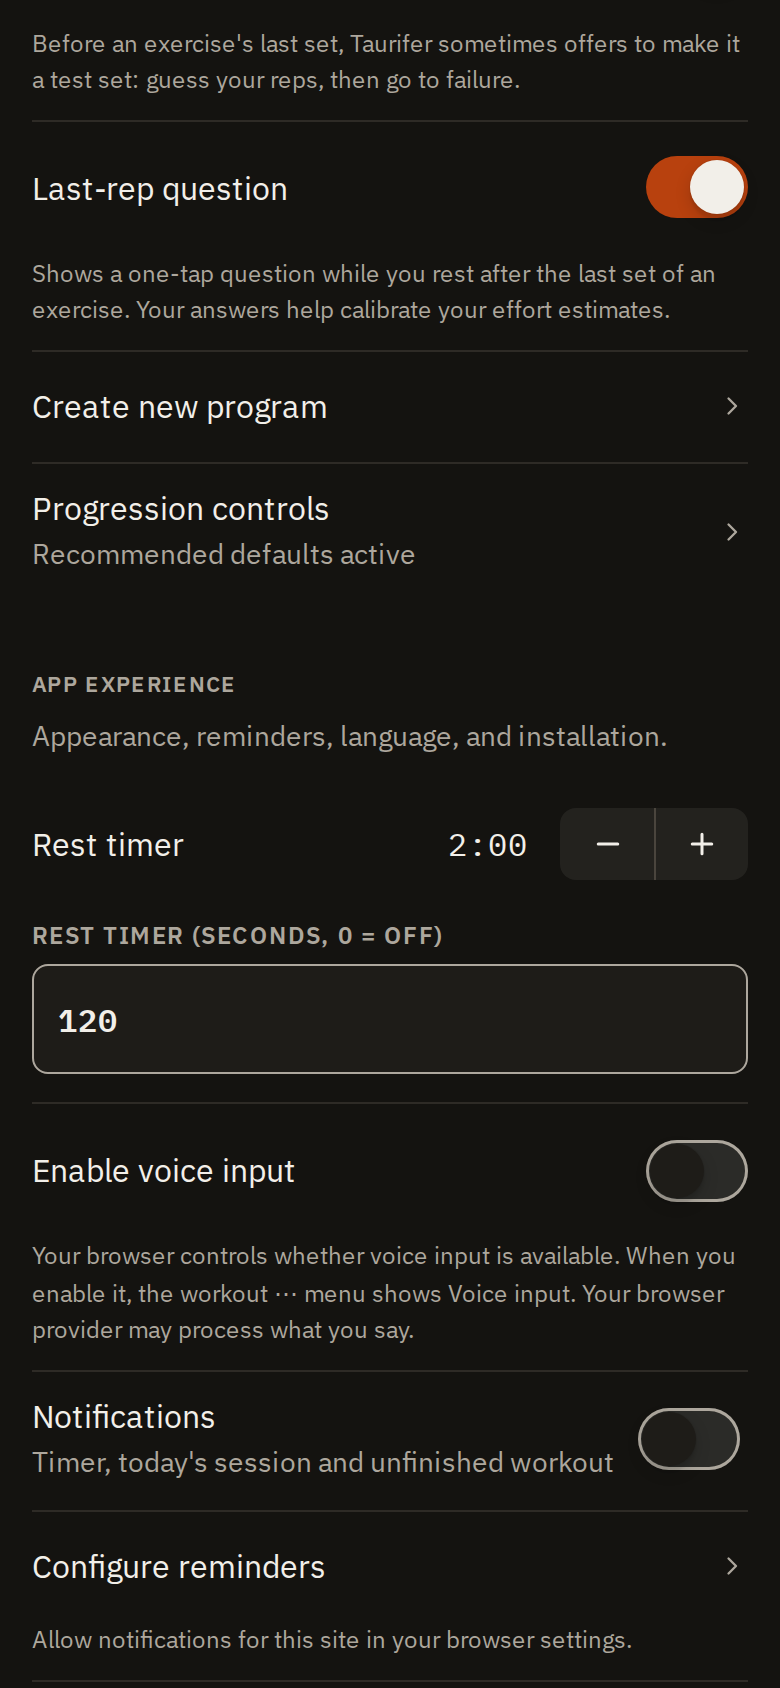 Before an exercise's last set, Taurifer sometimes offers to make it
a test set: guess your reps, then go to failure.
Last-rep question
Shows a one-tap question while you rest after the last set of an
exercise. Your answers help calibrate your effort estimates.
Create new program
Progression controls
Recommended defaults active
APP EXPERIENCE
Appearance, reminders, language, and installation.
Rest timer 2:00 − +
REST TIMER (SECONDS, 0 = OFF)
120
Enable voice input
Your browser controls whether voice input is available. When you
enable it, the workout ··· menu shows Voice input. Your browser
provider may process what you say.
Notifications
Timer, today's session and unfinished workout
Configure reminders
Allow notifications for this site in your browser settings.